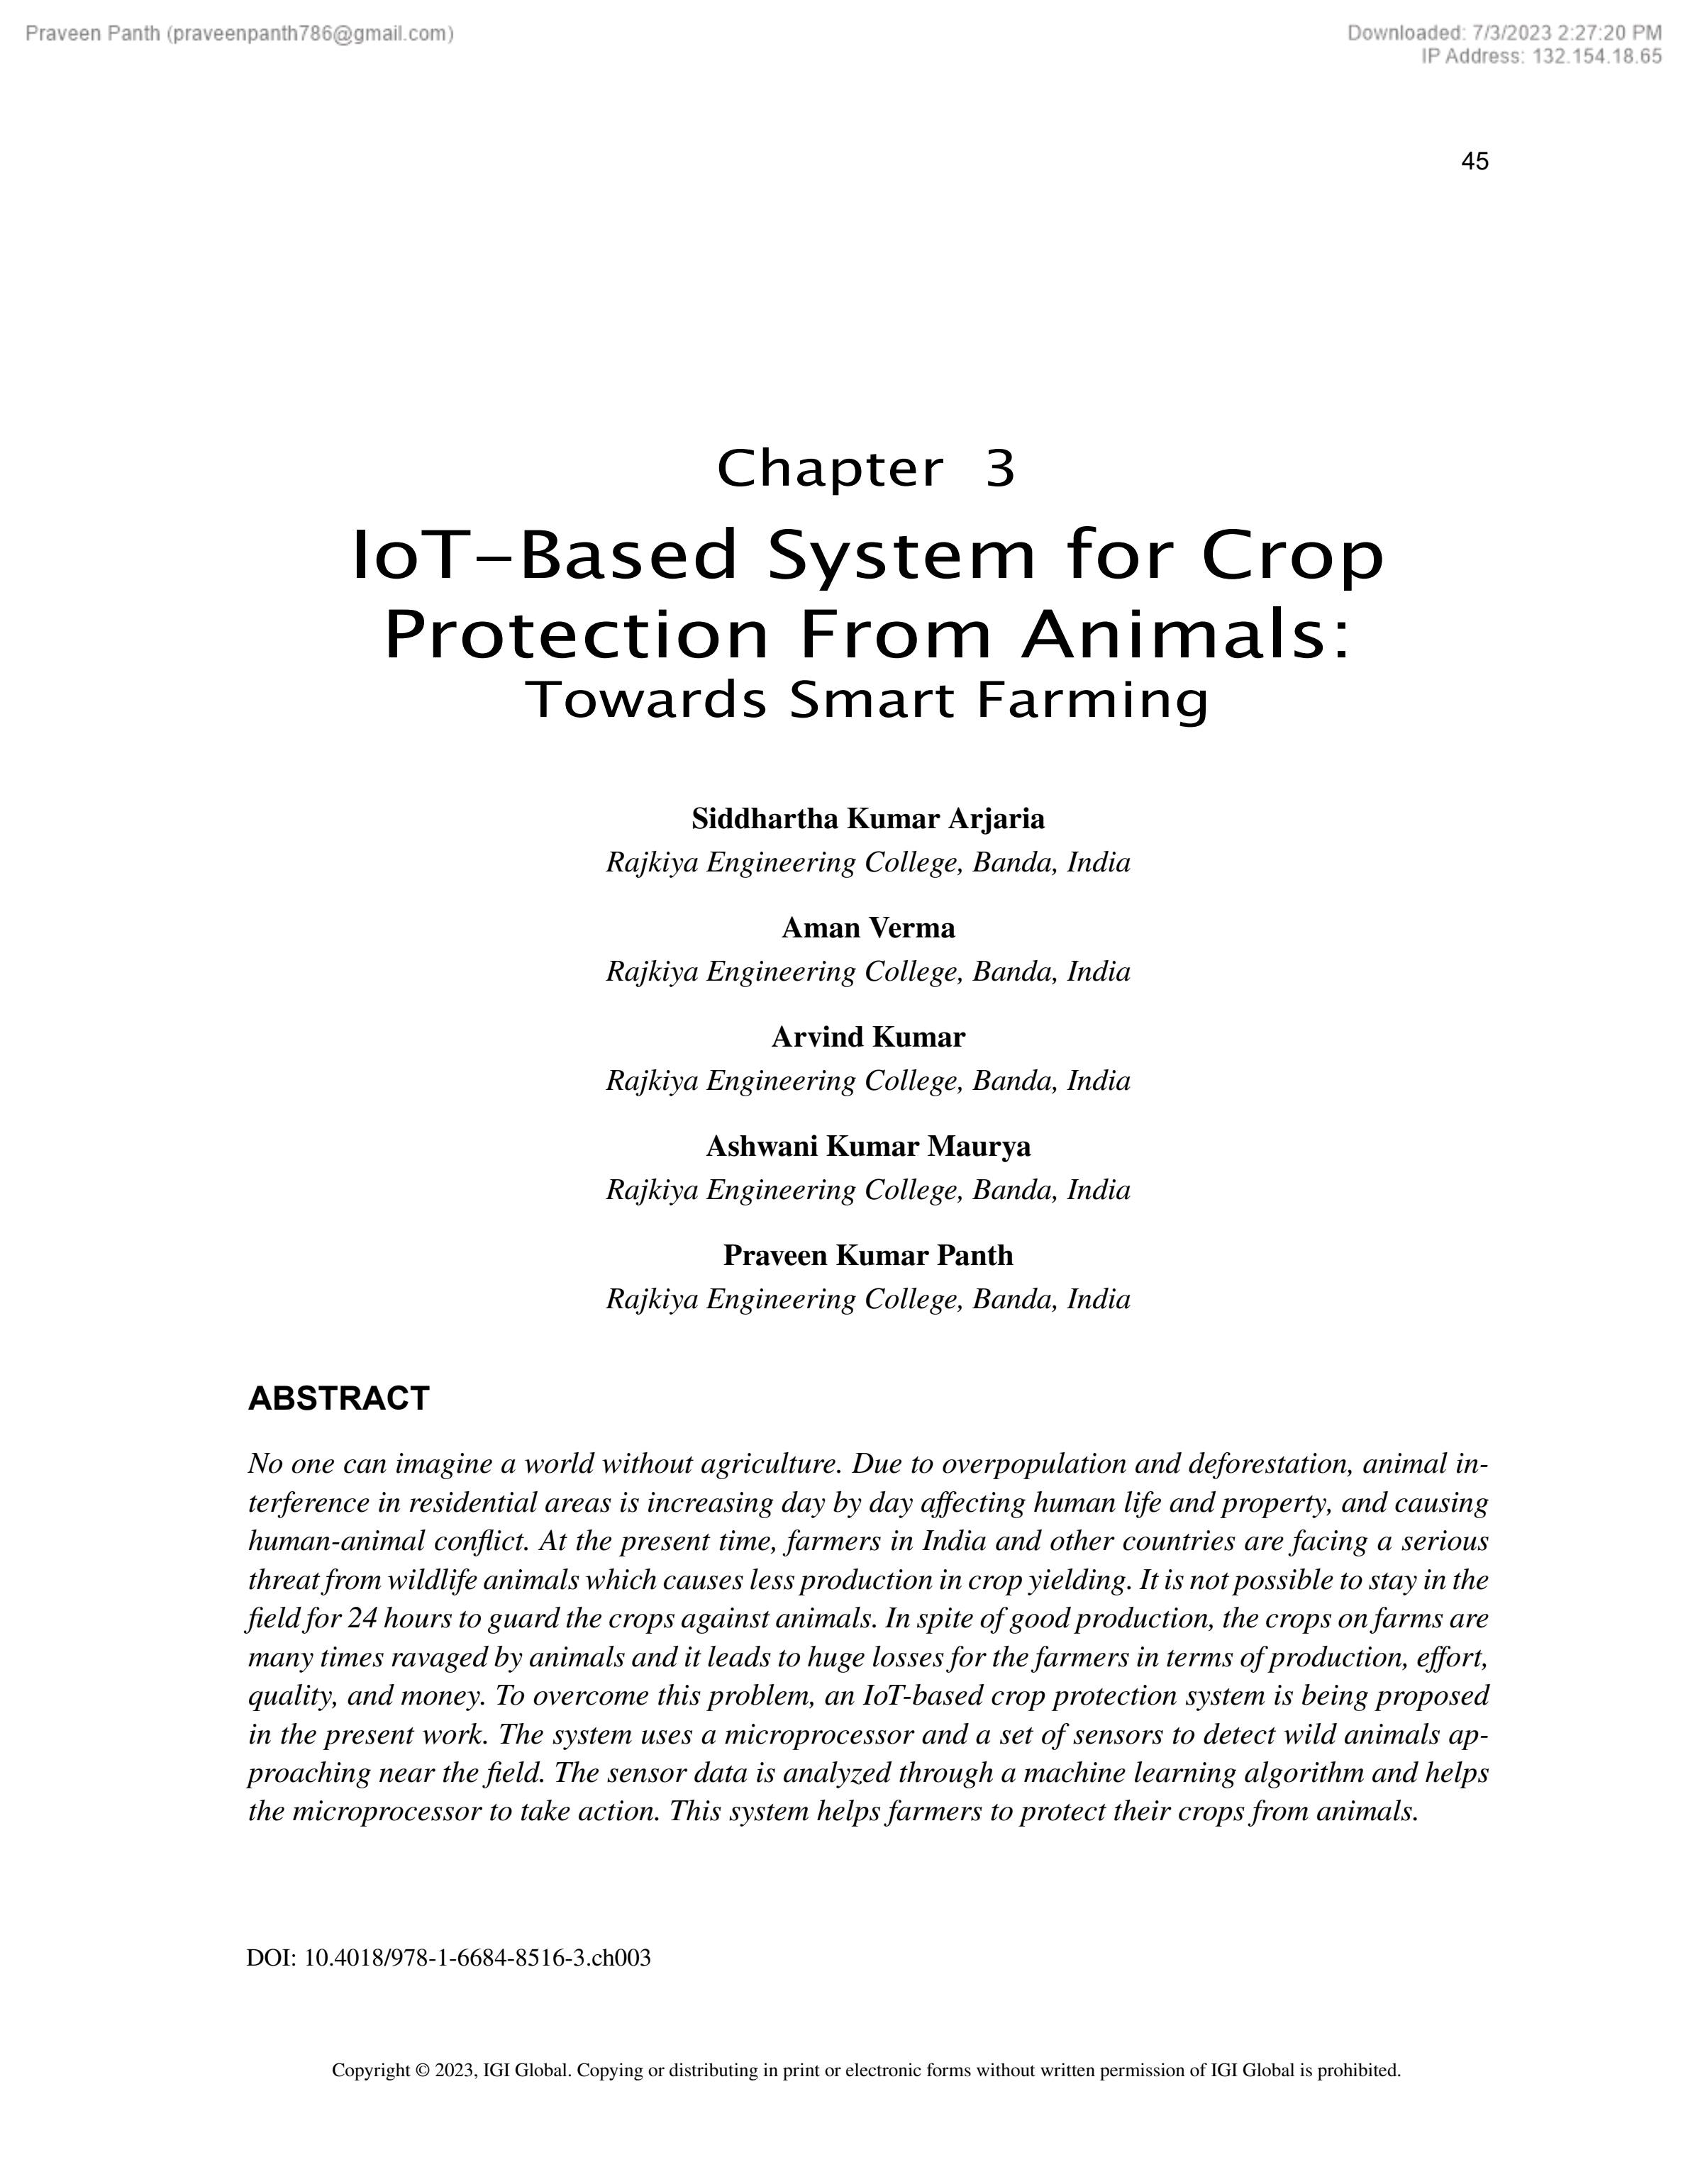 Praveen Panth (praveenpanth786@gmail.com)
Downloaded: 7/3/2023 2:27:20 PM
IP Address: 132.154.18.65
45
Chapter 3
IoT-Based System for Crop
Protection From Animals:
Towards Smart Farming
Siddhartha Kumar Arjaria
Rajkiya Engineering College, Banda, India
Aman Verma
Rajkiya Engineering College, Banda, India
Arvind Kumar
Rajkiya Engineering College, Banda, India
Ashwani Kumar Maurya
Rajkiya Engineering College, Banda, India
Praveen Kumar Panth
Rajkiya Engineering College, Banda, India
ABSTRACT
No one can imagine a world without agriculture. Due to overpopulation and deforestation, animal in-
terference in residential areas is increasing day by day affecting human life and property, and causing
human-animal conflict. At the present time, farmers in India and other countries are facing a serious
threat from wildlife animals which causes less production in crop yielding. It is not possible to stay in the
field for 24 hours to guard the crops against animals. In spite of good production, the crops on farms are
many times ravaged by animals and it leads to huge losses for the farmers in terms of production, effort,
quality, and money. To overcome this problem, an IoT-based crop protection system is being proposed
in the present work. The system uses a microprocessor and a set of sensors to detect wild animals ap-
proaching near the field. The sensor data is analyzed through a machine learning algorithm and helps
the microprocessor to take action. This system helps farmers to protect their crops from animals.
DOI: 10.4018/978-1-6684-8516-3.ch003
Copyright © 2023, IGI Global. Copying or distributing in print or electronic forms without written permission of IGI Global is prohibited.